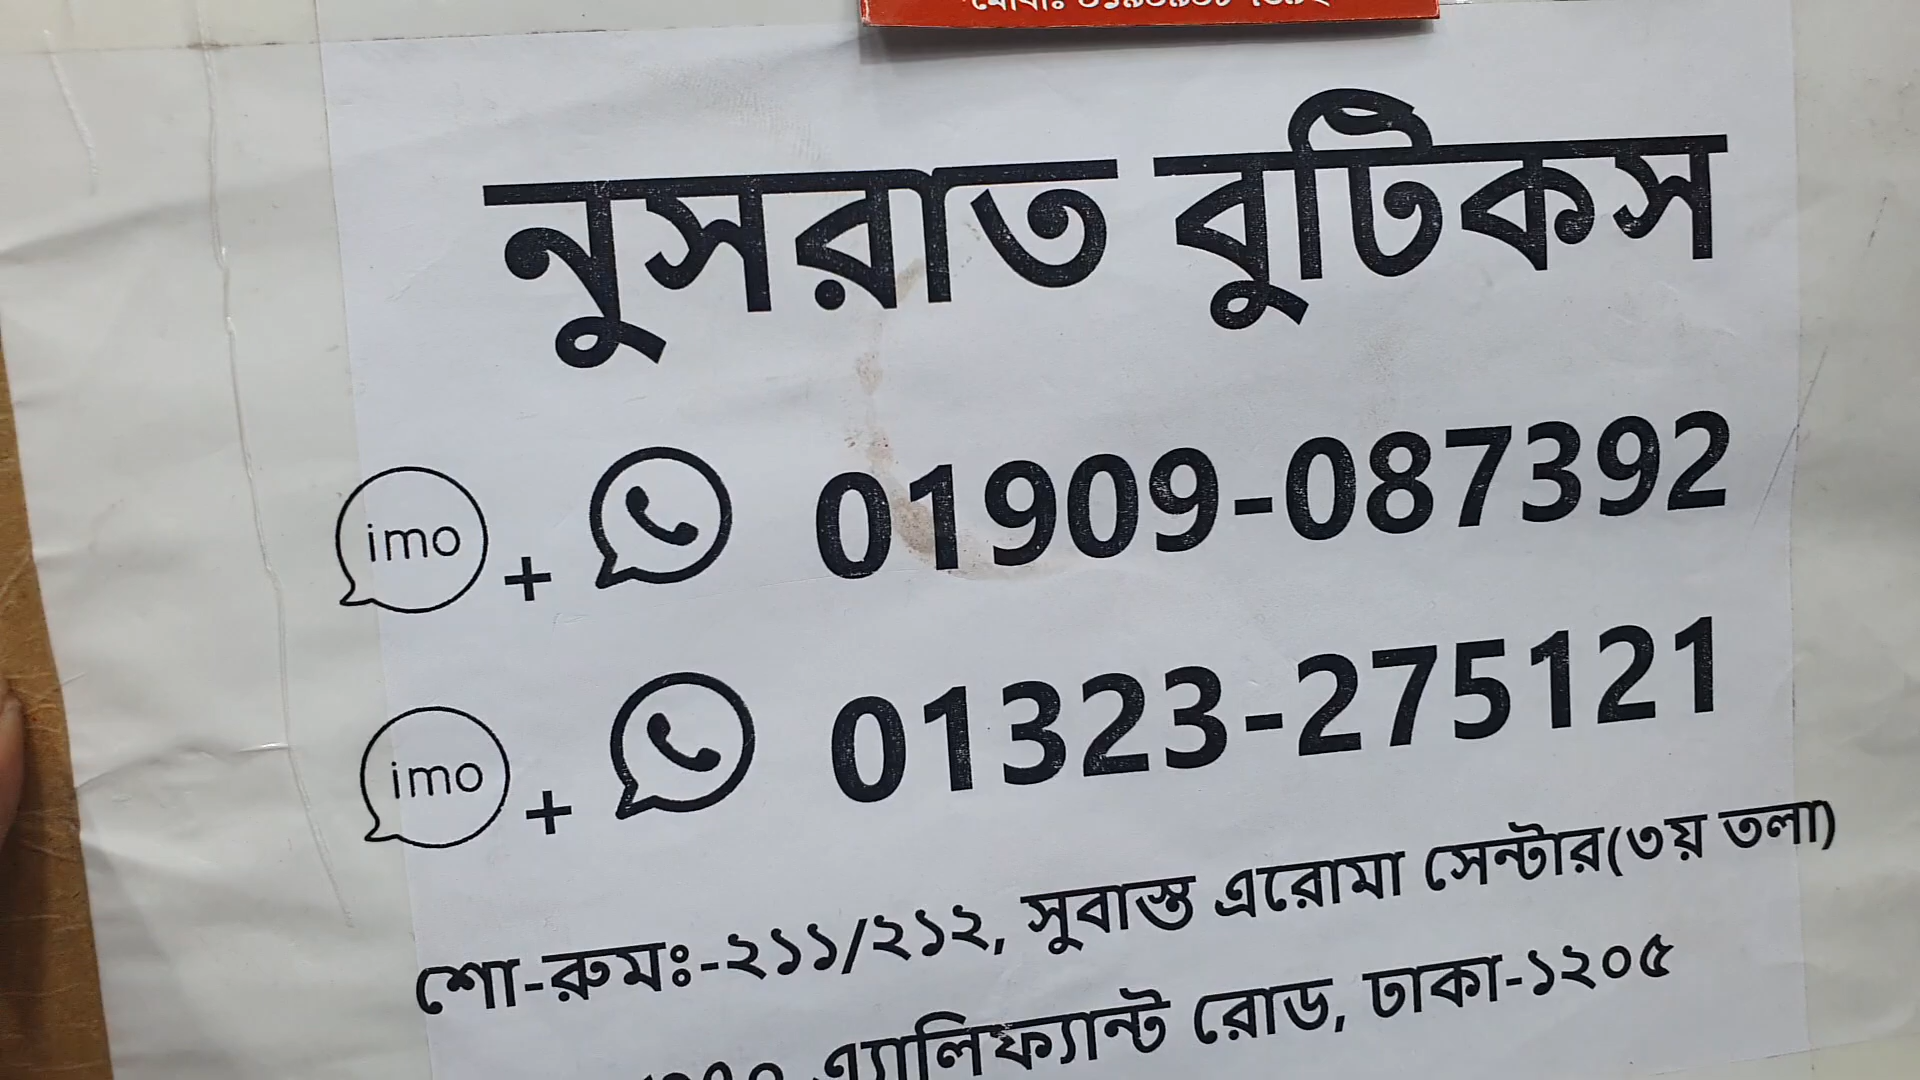 নুসরাত বুটিকস
imo + 01909-087392
imo + 01323-275121
শো-রুমঃ-২১১/২১২, সুবাস্তু এরোমা সেন্টার(৩য় তলা)
এ্যালিফ্যান্ট রোড, ঢাকা-১২০৫